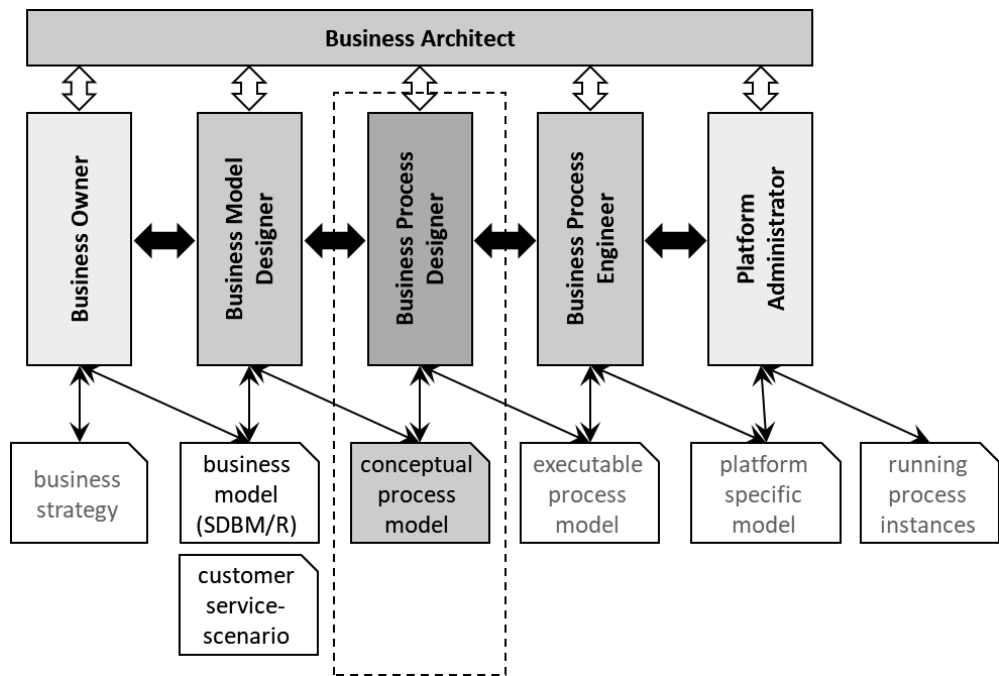 Business Architect
Business Owner
Business Model
Designer
Business Process
Designer
Business Process
Engineer
Platform
Administrator
business
strategy
business
model
(SDBM/R)
conceptual
process
model
executable
process
model
platform
specific
model
running
process
instances
customer
service-
scenario